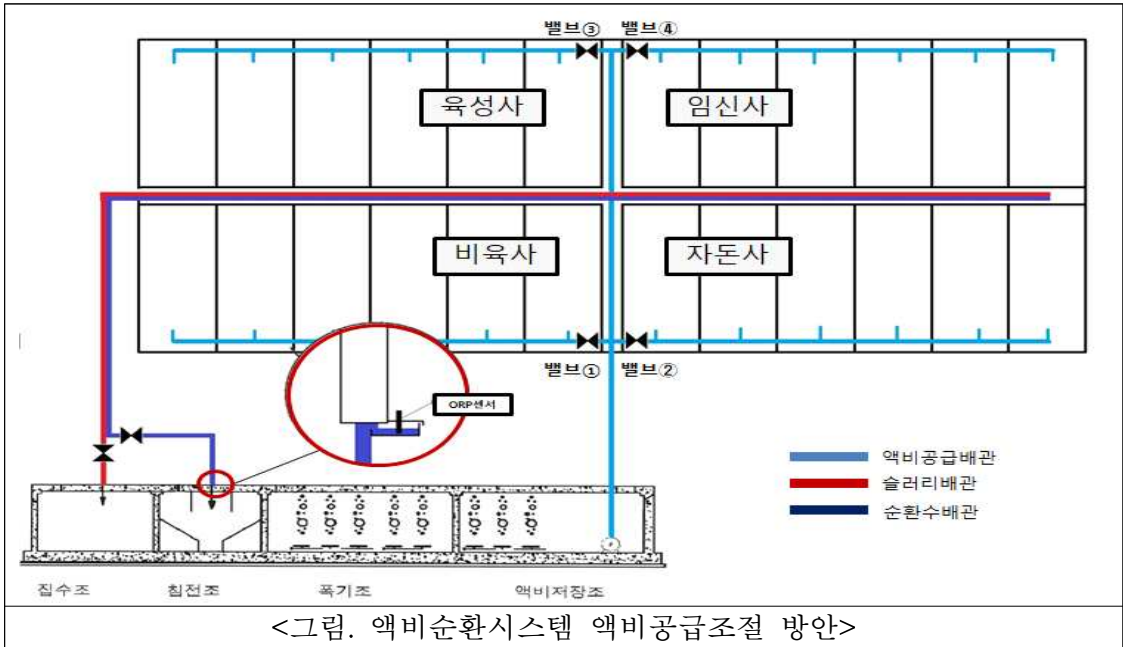 밸브③ 밸브④
육성사 임신사
비육사 자돈사
밸브① 밸브②
ORP센서
액비공급배관
슬러리배관
순환수배관
집수조 침전조 폭기조 액비저장조
<그림. 액비순환시스템 액비공급조절 방안>